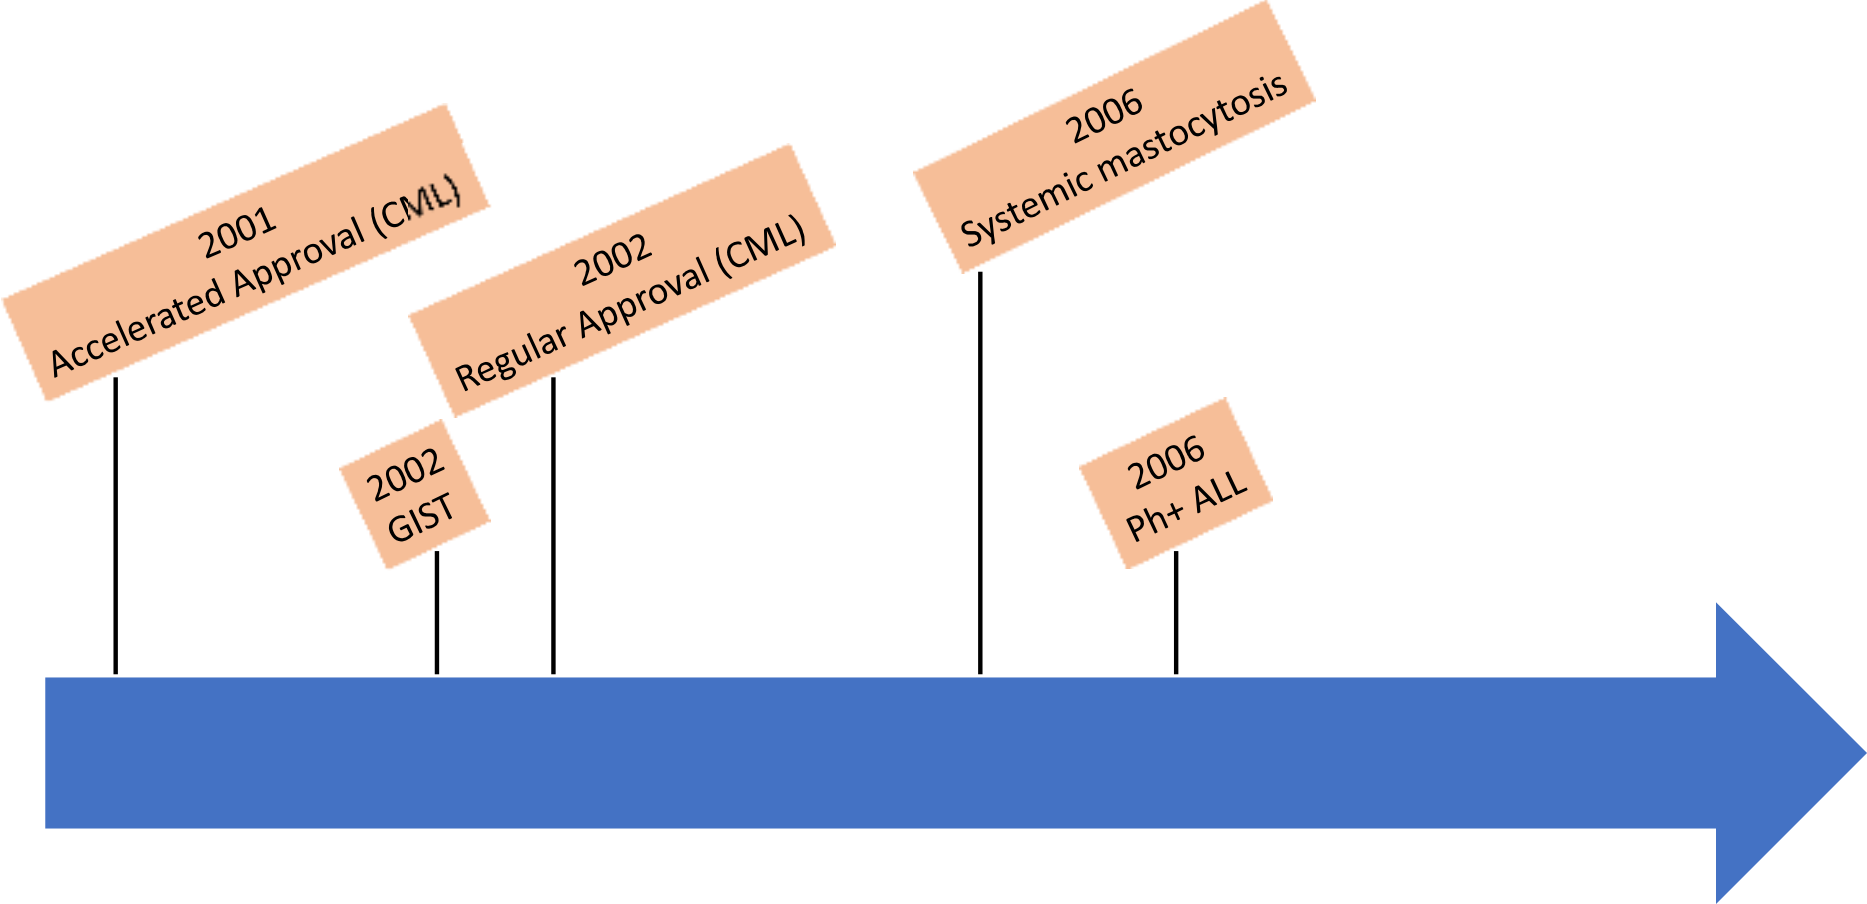 2001
Accelerated Approval (CML)
2002
GIST
2002
Regular Approval (CML)
2006
Systemic mastocytosis
2006
Ph+ ALL